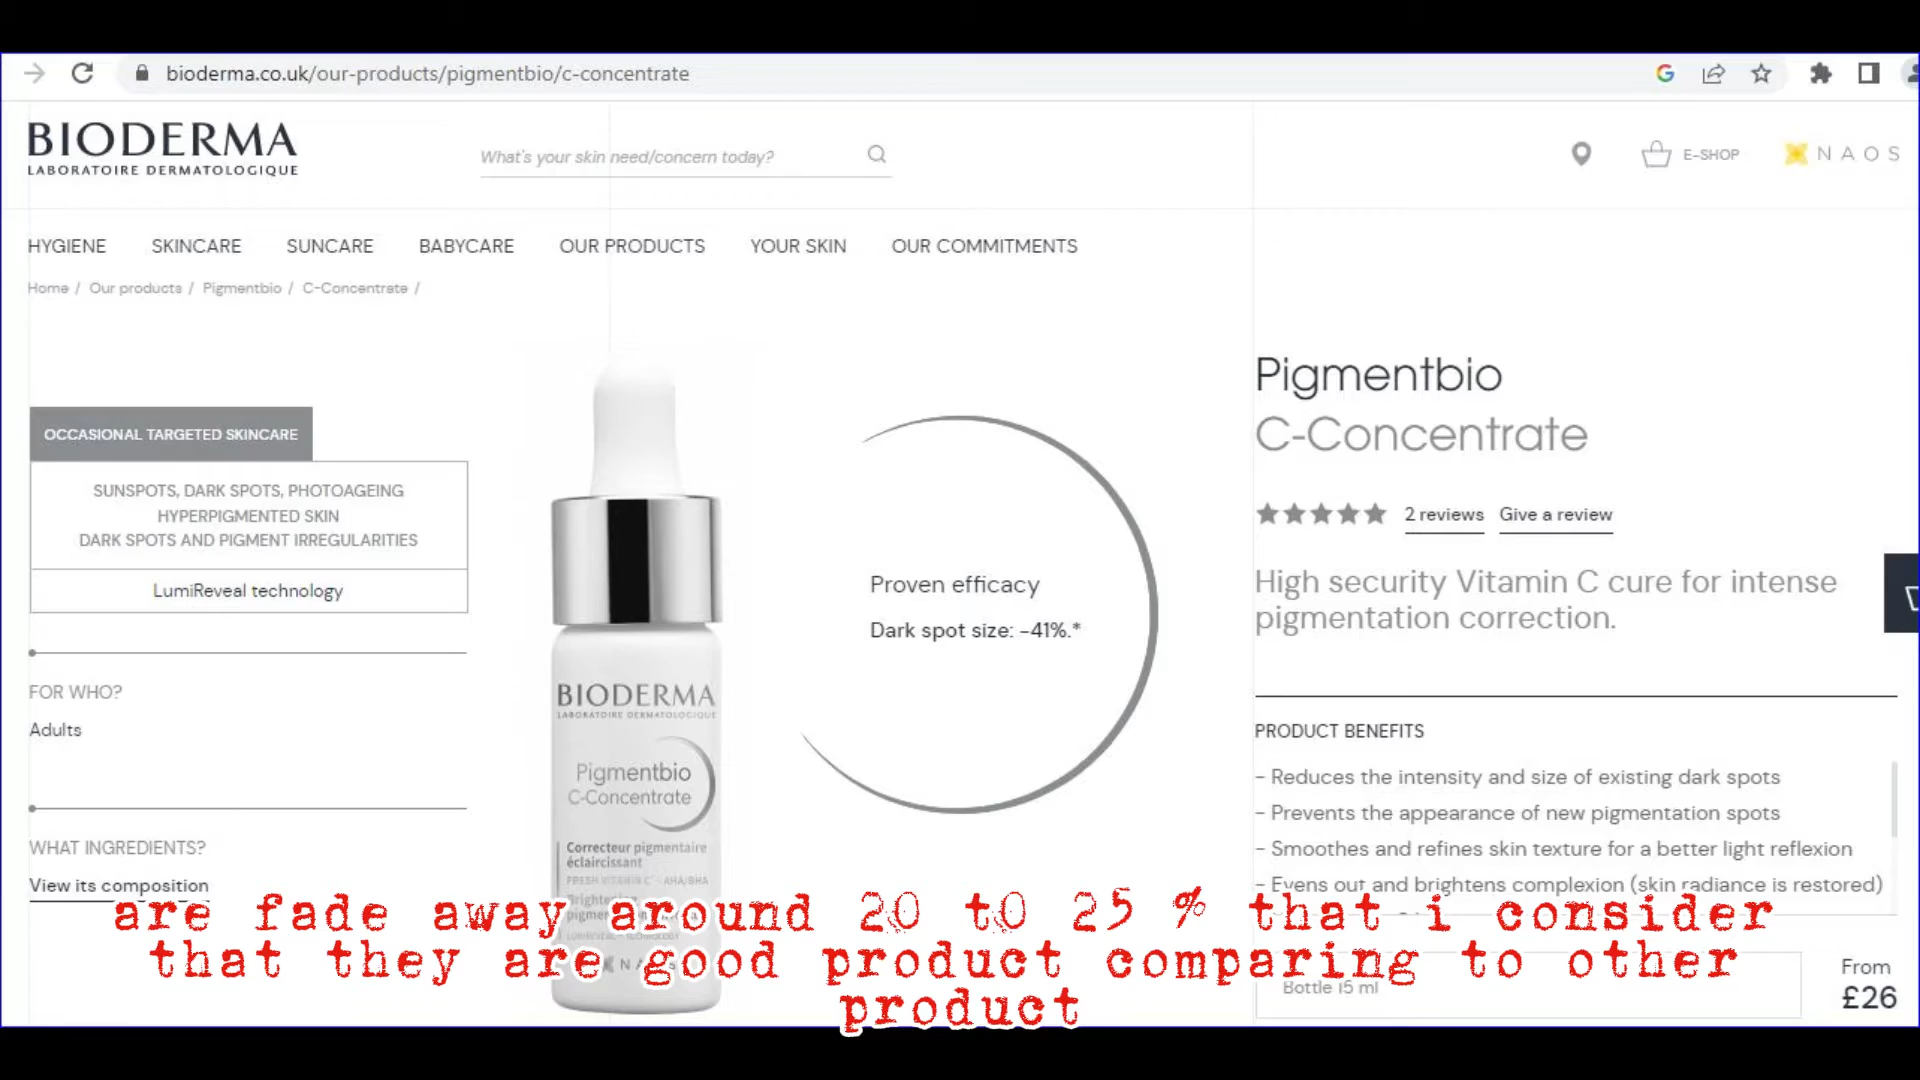 bioderma.co.uk/our-products/pigmentbio/c-concentrate
BIODERMA
LABORATOIRE DERMATOLOGIQUE
What's your skin need/concern today?
E-SHOP
NAOS
HYGIENE SKINCARE SUNCARE BABYCARE OUR PRODUCTS YOUR SKIN OUR COMMITMENTS
Home / Our products / Pigmentbio / C-Concentrate /
OCCASIONAL TARGETED SKINCARE
SUNSPOTS, DARK SPOTS, PHOTOAGEING
HYPERPIGMENTED SKIN
DARK SPOTS AND PIGMENT IRREGULARITIES
LumiReveal technology
FOR WHO?
Adults
WHAT INGREDIENTS?
View its composition
BIODERMA
LABORATOIRE DERMATOLOGIQUE
Pigmentbio
C-Concentrate
Correcteur pigmentaire
éclaircissant
FRESH VITAMIN C - AHA/BHA
Proven efficacy
Dark spot size: -41%.*
Pigmentbio
C-Concentrate
2 reviews Give a review
High security Vitamin C cure for intense
pigmentation correction.
PRODUCT BENEFITS
- Reduces the intensity and size of existing dark spots
- Prevents the appearance of new pigmentation spots
- Smoothes and refines skin texture for a better light reflexion
- Evens out and brightens complexion (skin radiance is restored)
Bottle 15 ml
From
£26
are fade away around 20 to 25 % that i consider
that they are good product comparing to other
product